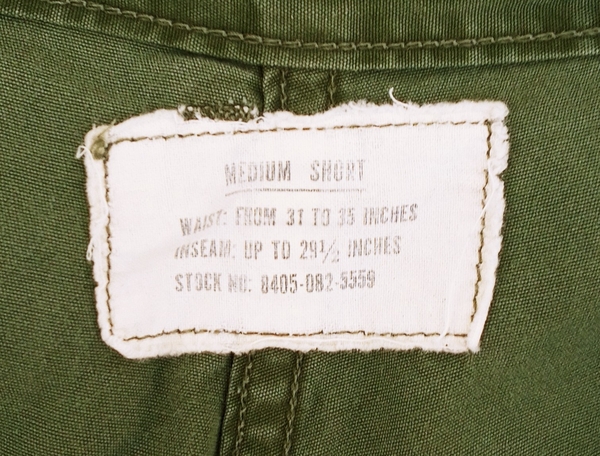 MEDIUM SHORT
WAIST: FROM 31 TO 35 INCHES
INSEAM: UP TO 29½ INCHES
STOCK NO: 8405-082-5559